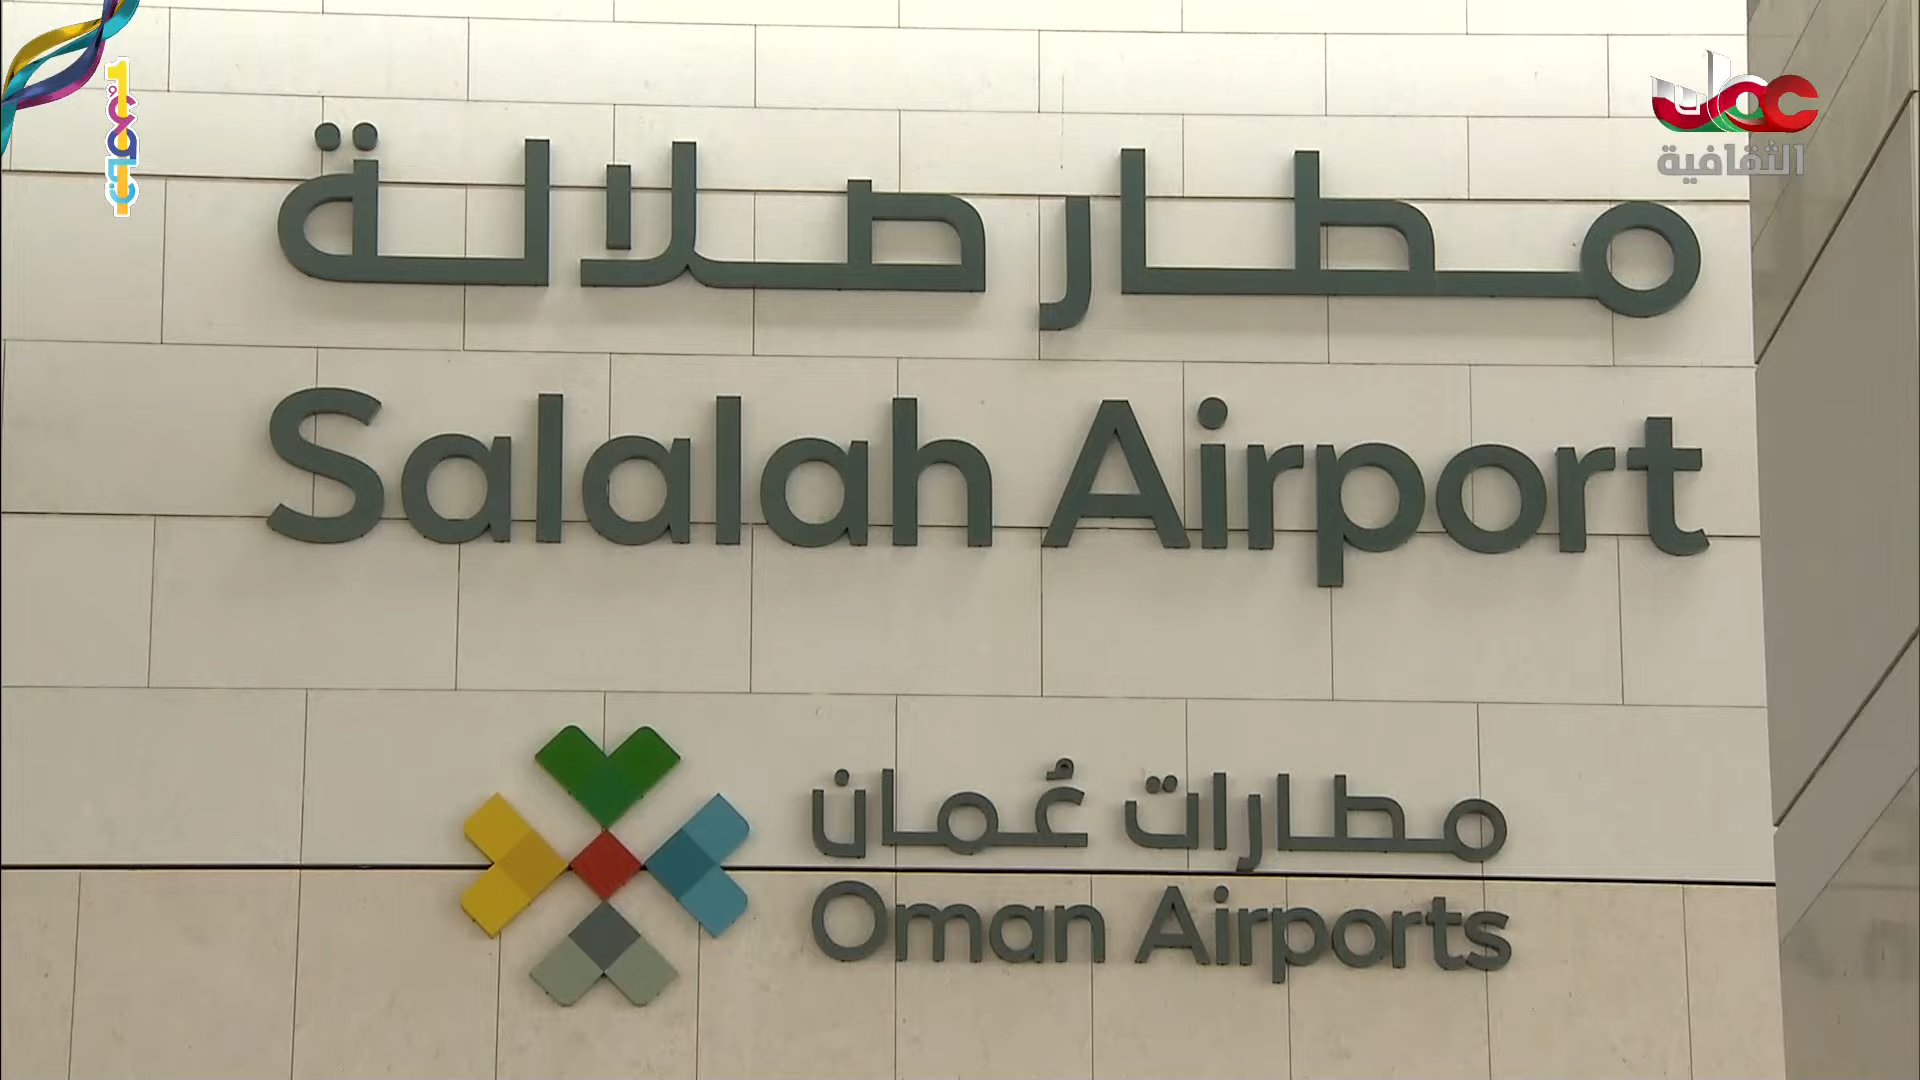 عمان
الثقافية
مطار صلالة
Salalah Airport
مطارات عُمان
Oman Airports